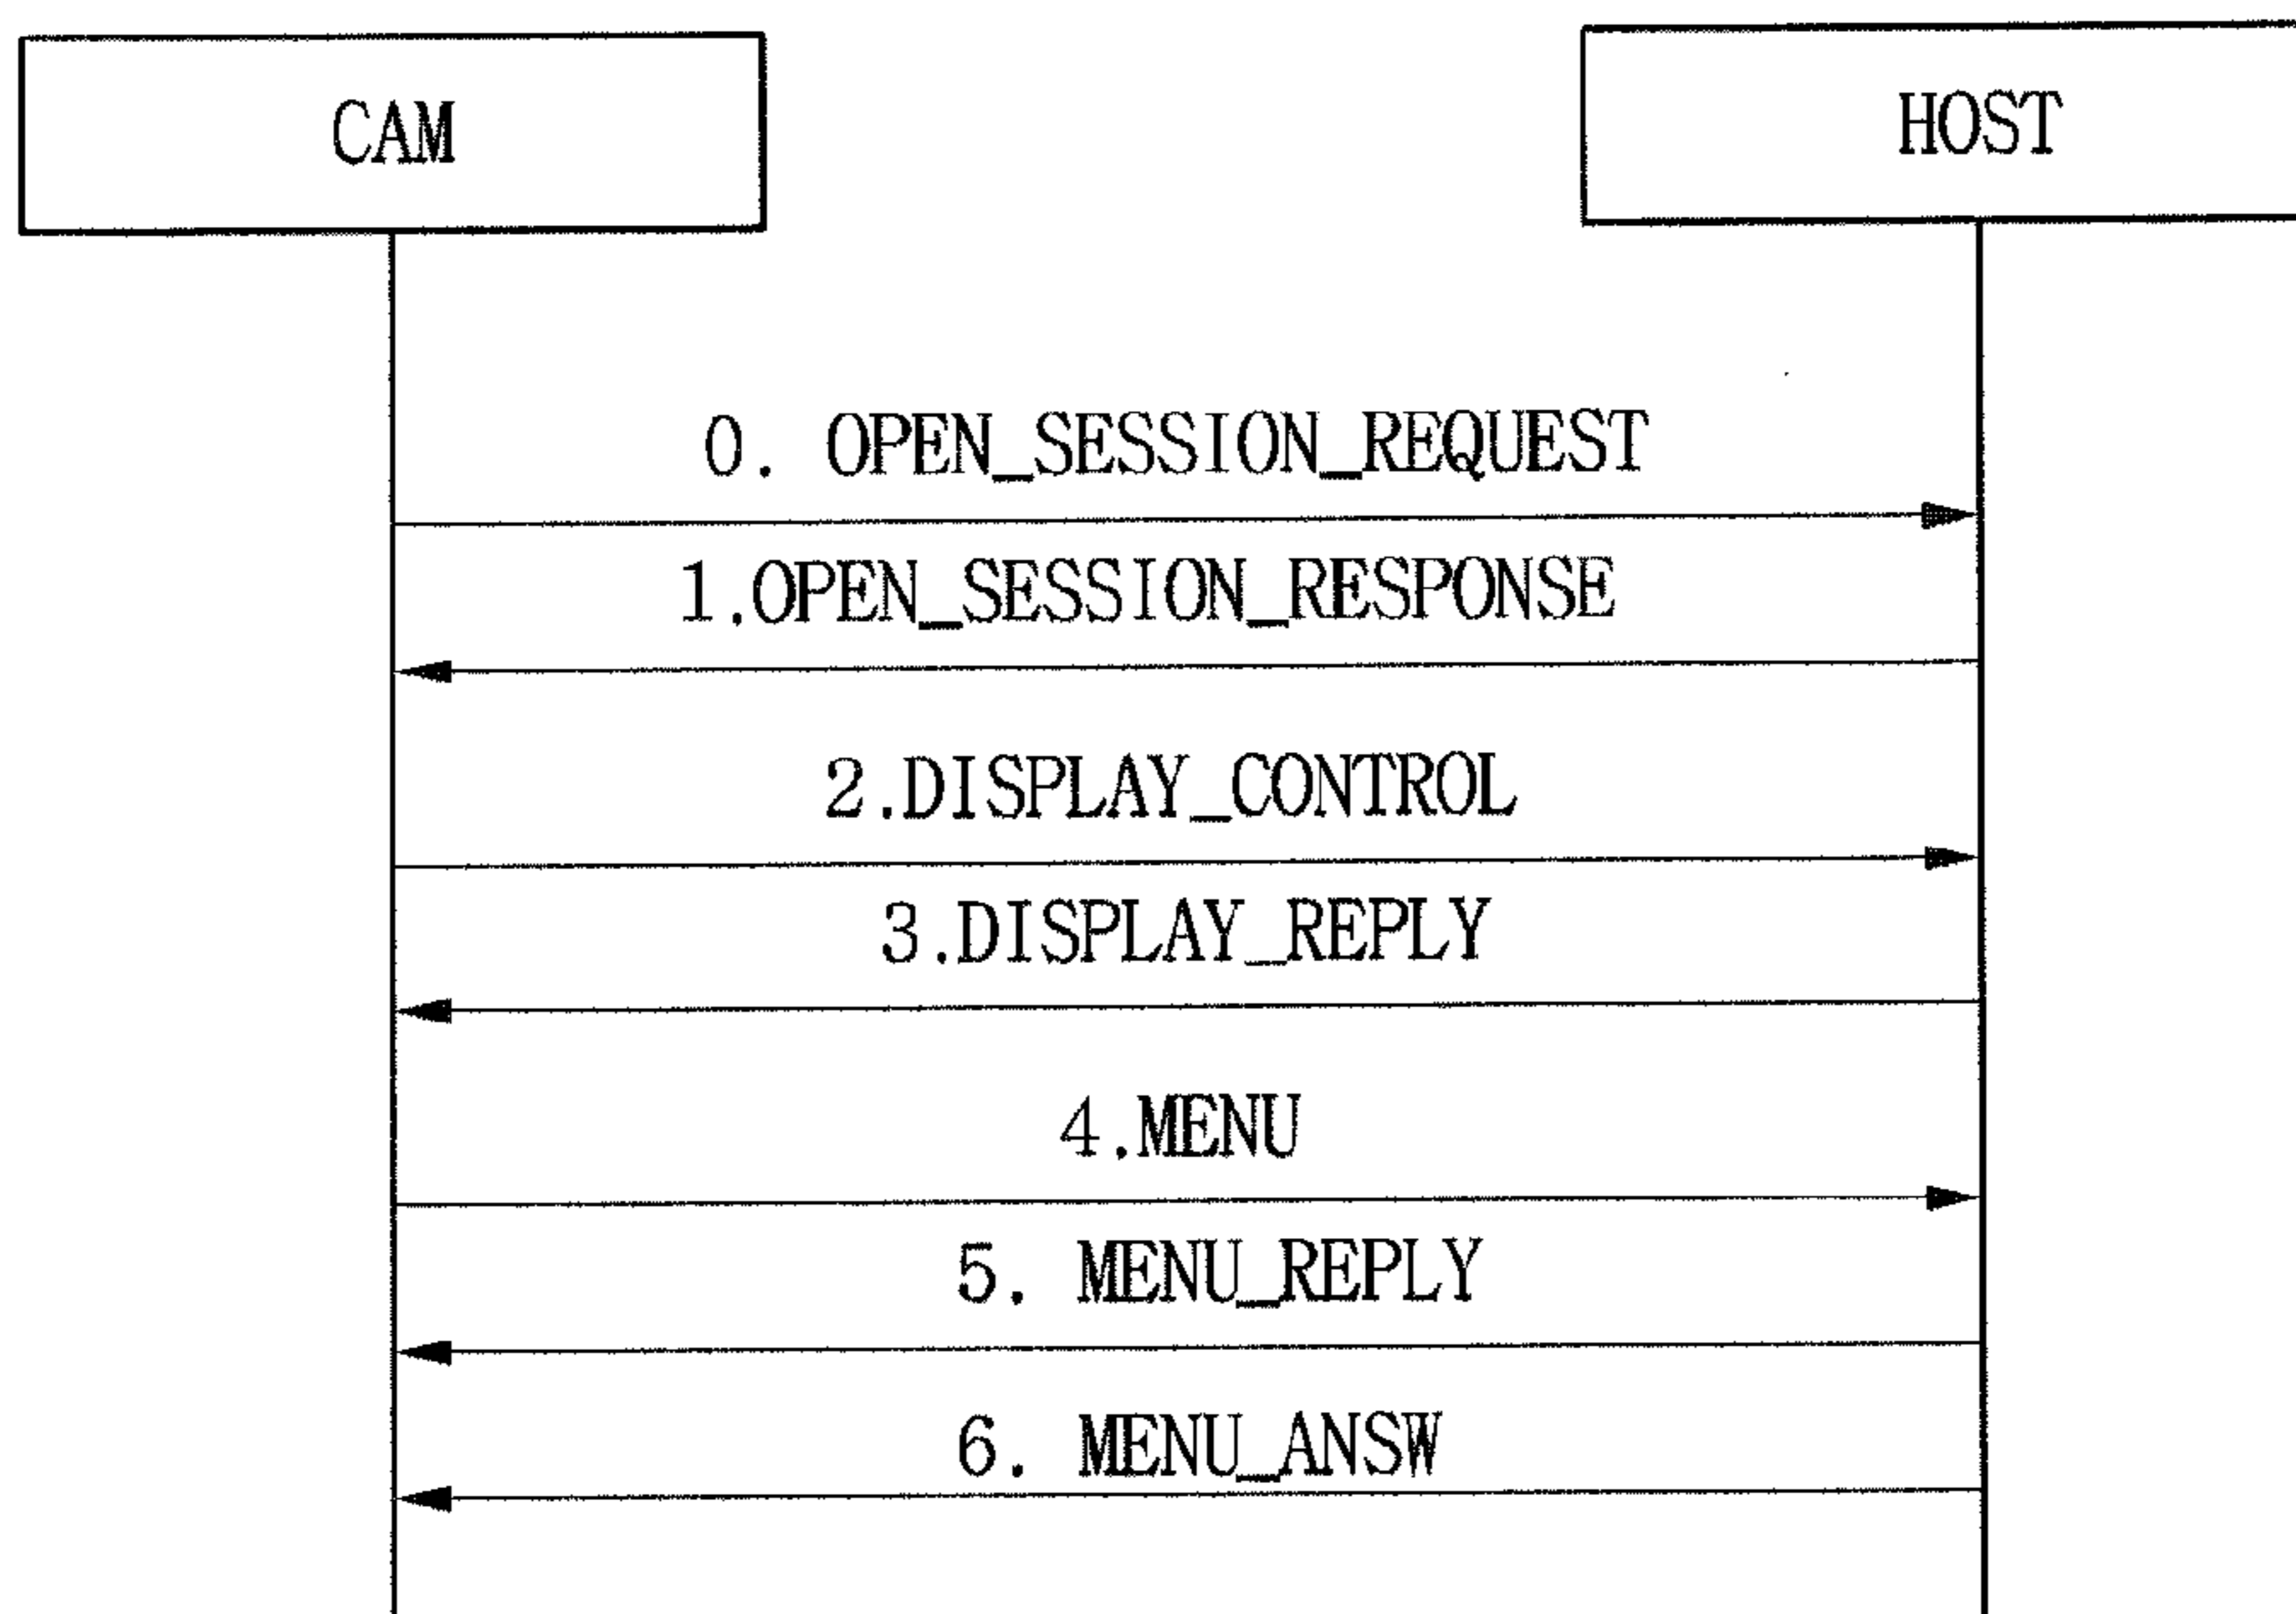 CAM
HOST
0. OPEN_SESSION_REQUEST
1.OPEN_SESSION_RESPONSE
2.DISPLAY_CONTROL
3.DISPLAY_REPLY
4.MENU
5. MENU_REPLY
6. MENU_ANSW